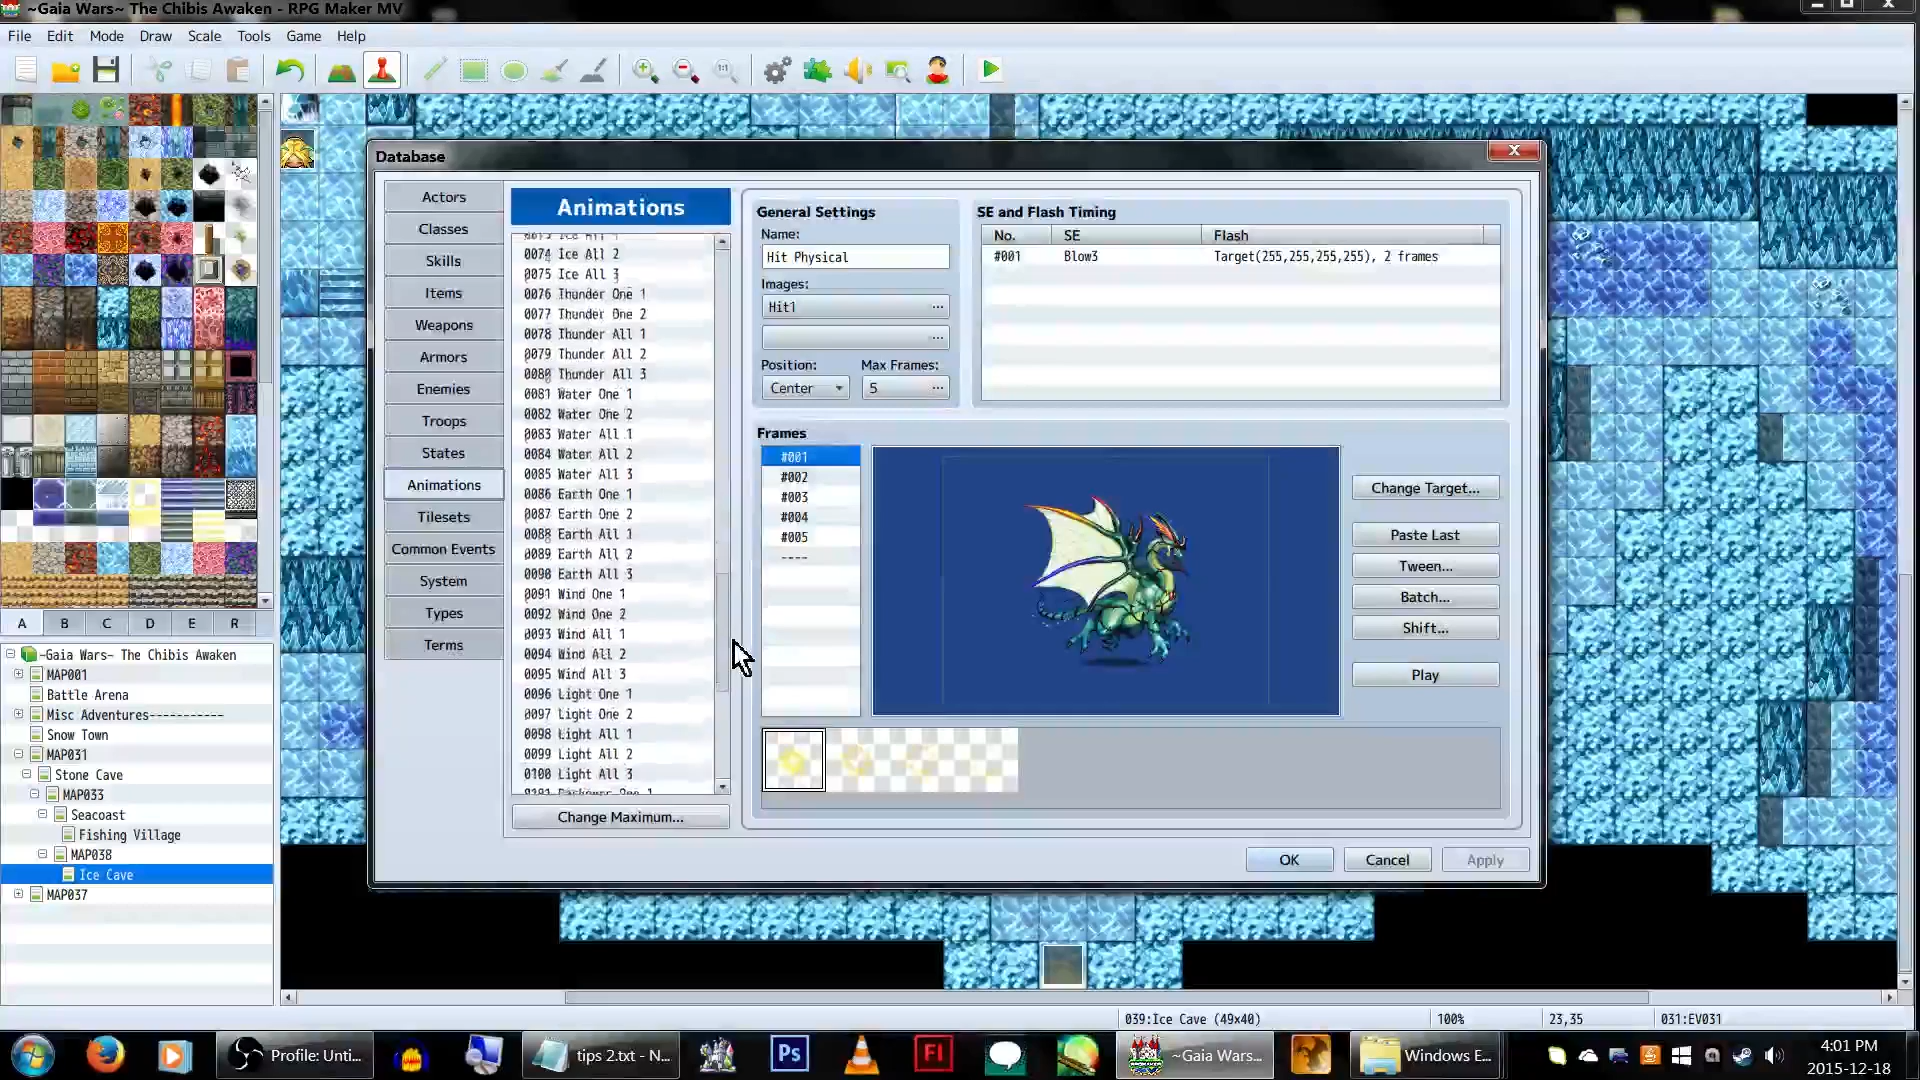 ~Gaia Wars~ The Chibis Awaken - RPG Maker MV
File Edit Mode Draw Scale Tools Game Help
1:1
Database
Actors
Classes
Skills
Items
Weapons
Armors
Enemies
Troops
States
Animations
Tilesets
Common Events
System
Types
Terms
Animations
0074 Ice All 2
0075 Ice All 3
0076 Thunder One 1
0077 Thunder One 2
0078 Thunder All 1
0079 Thunder All 2
0080 Thunder All 3
0081 Water One 1
0082 Water One 2
0083 Water All 1
0084 Water All 2
0085 Water All 3
0086 Earth One 1
0087 Earth One 2
0088 Earth All 1
0089 Earth All 2
0090 Earth All 3
0091 Wind One 1
0092 Wind One 2
0093 Wind All 1
0094 Wind All 2
0095 Wind All 3
0096 Light One 1
0097 Light One 2
0098 Light All 1
0099 Light All 2
0100 Light All 3
Change Maximum...
General Settings
Name:
Hit Physical
Images:
Hit1 ...
...
Position: Max Frames:
Center 5 ...
SE and Flash Timing
No. SE Flash
#001 Blow3 Target(255,255,255,255), 2 frames
Frames
#001
#002
#003
#004
#005
----
Change Target...
Paste Last
Tween...
Batch...
Shift...
Play
OK Cancel Apply
A B C D E R
~Gaia Wars~ The Chibis Awaken
MAP001
Battle Arena
Misc Adventures-----------
Snow Town
MAP031
Stone Cave
MAP033
Seacoast
Fishing Village
MAP038
Ice Cave
MAP037
039:Ice Cave (49x40) 100% 23,35 031:EV031
Profile: Unti... tips 2.txt - N... Ps Fl ~Gaia Wars... Windows E...
4:01 PM
2015-12-18